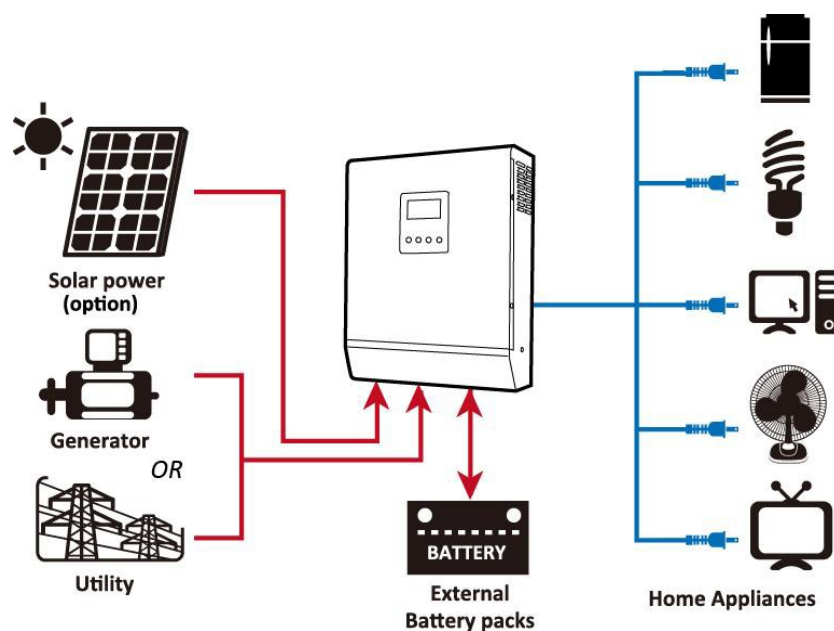 Solar power
(option)
Generator
OR
Utility
BATTERY
External
Battery packs
Home Appliances